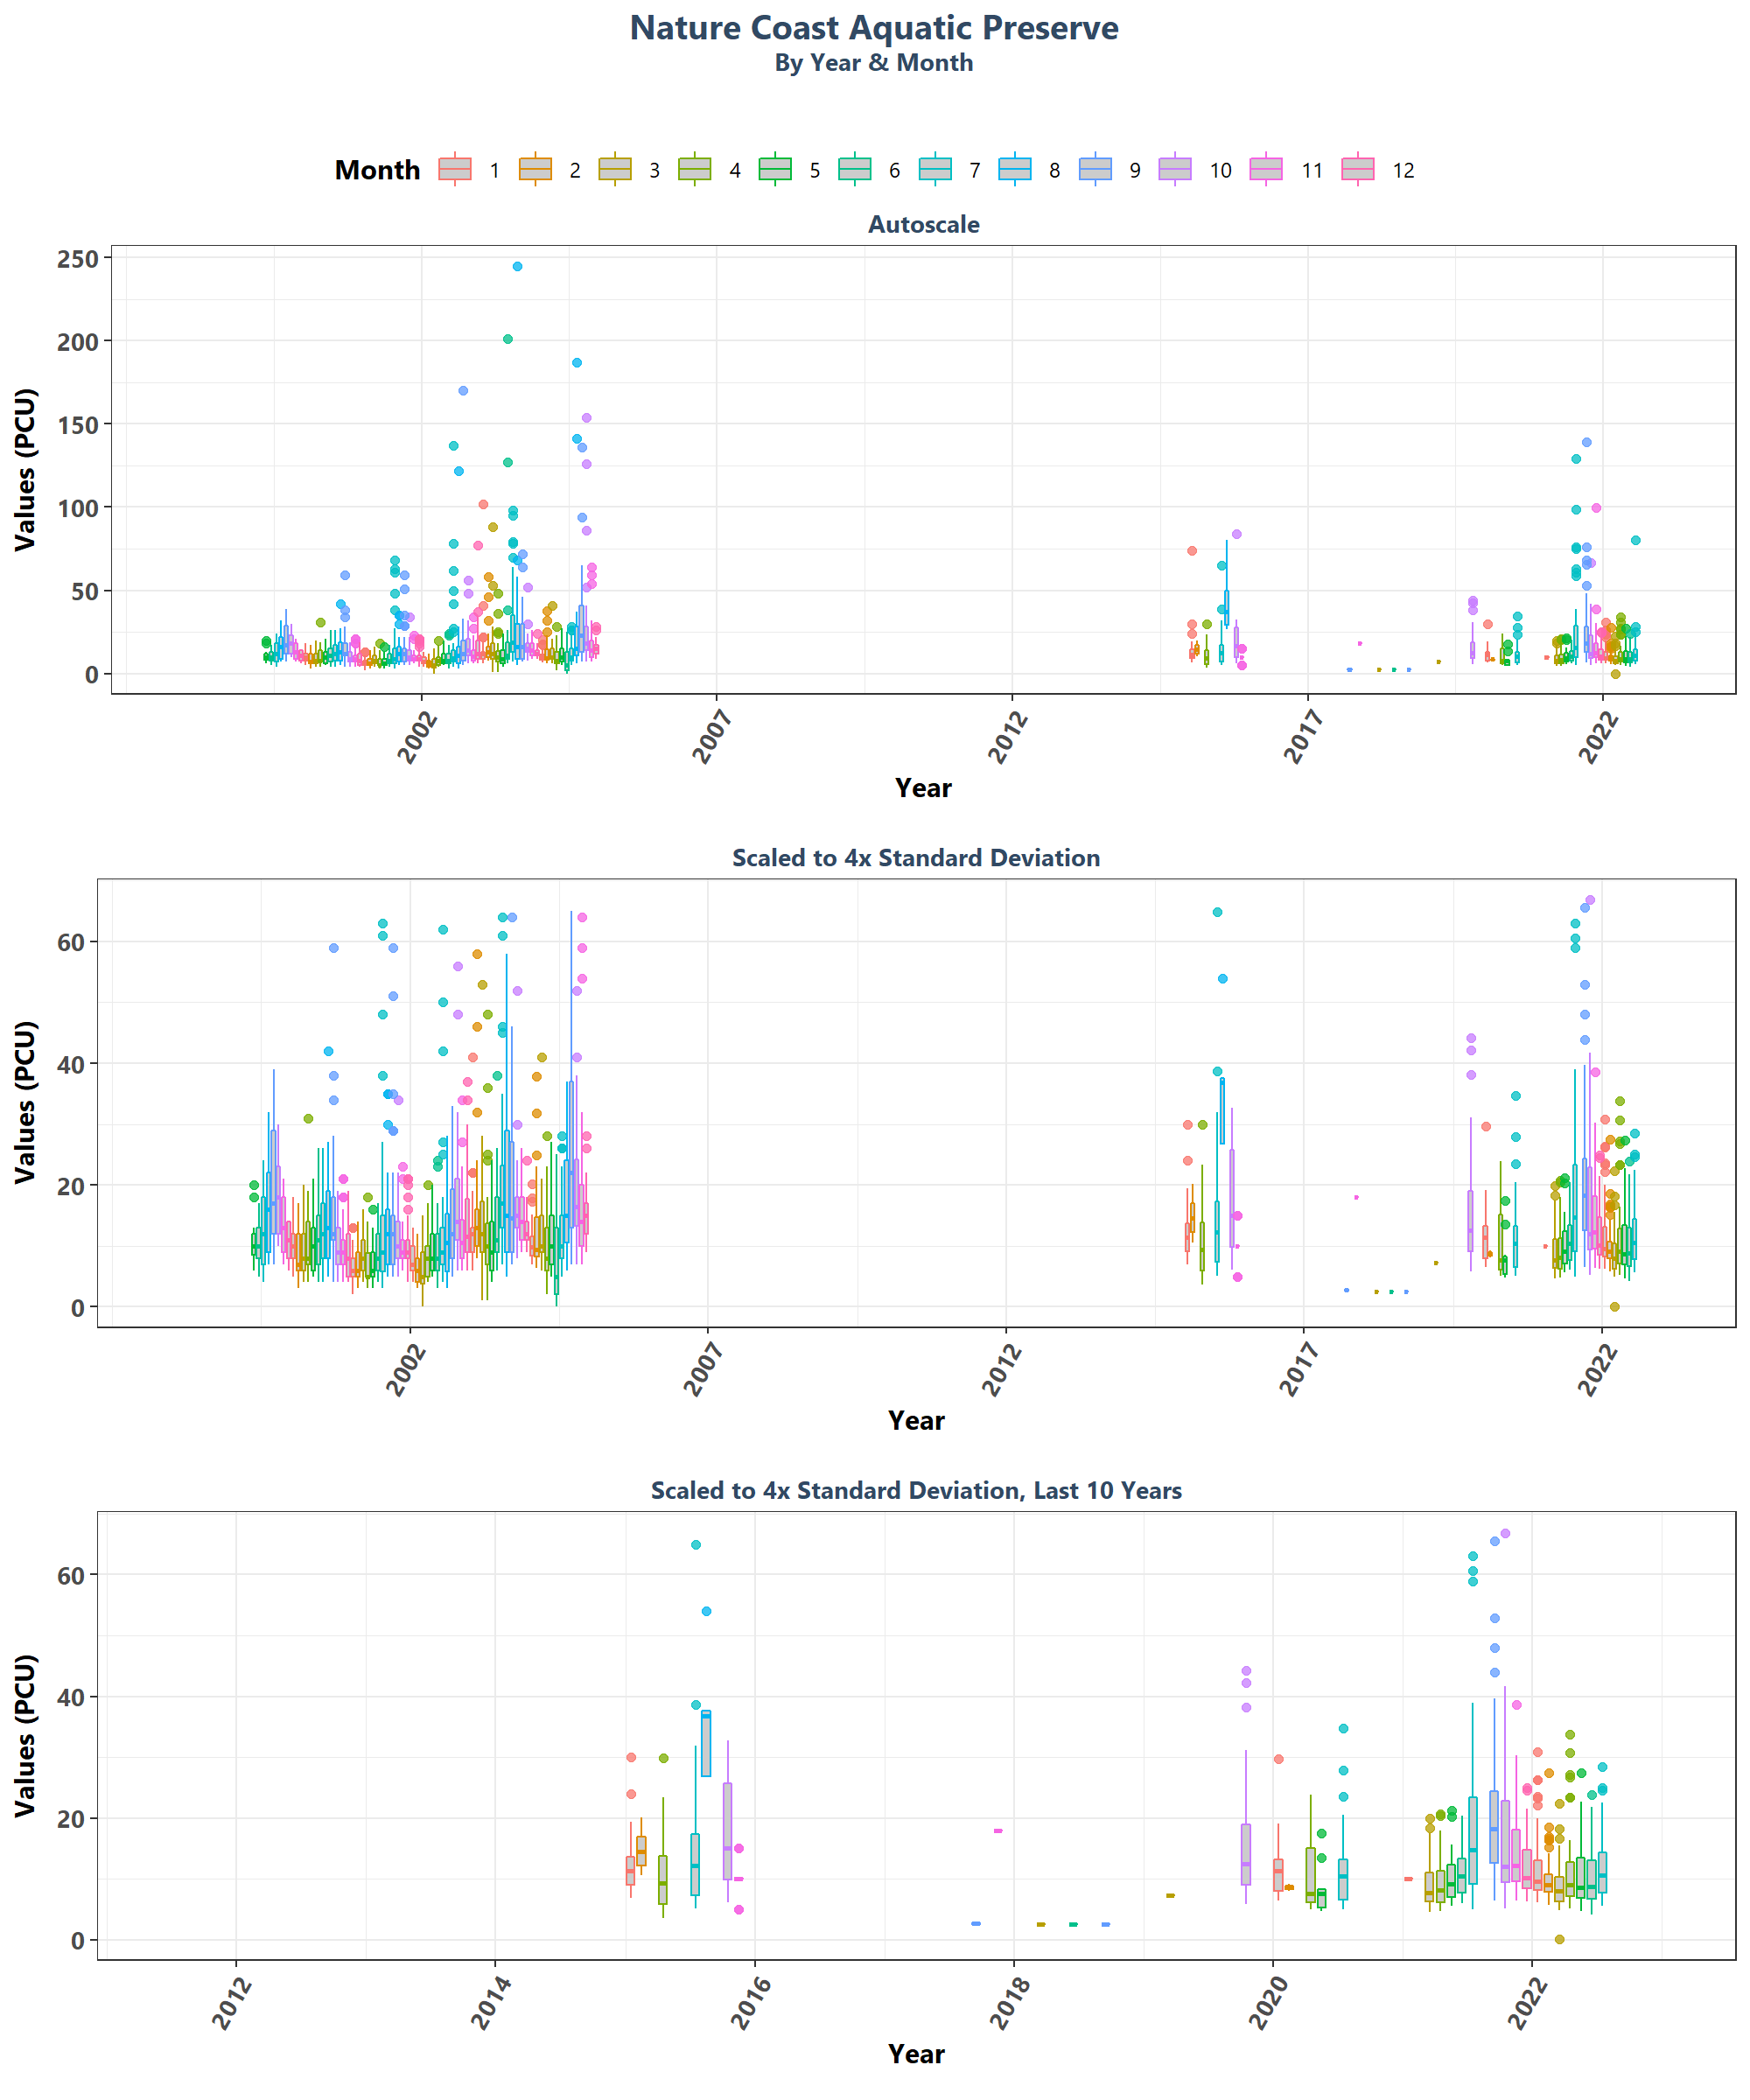 Nature Coast Aquatic Preserve
By Year & Month
Month 1 2 3 4 5 6 7 8 9 10 11 12
Autoscale
250
200
150
100
50
0
Values (PCU)
2002 2007 2012 2017 2022
Year
Scaled to 4x Standard Deviation
60
40
20
0
Values (PCU)
2002 2007 2012 2017 2022
Year
Scaled to 4x Standard Deviation, Last 10 Years
60
40
20
0
Values (PCU)
2012 2014 2016 2018 2020 2022
Year